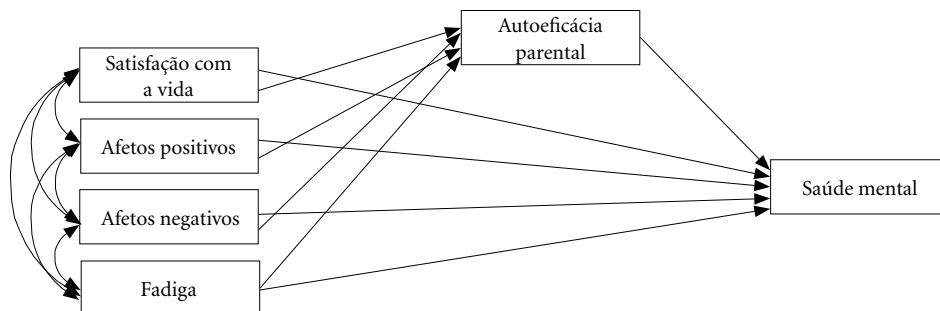 Autoeficácia
parental
Satisfação com
a vida
Afetos positivos
Afetos negativos
Fadiga
Saúde mental